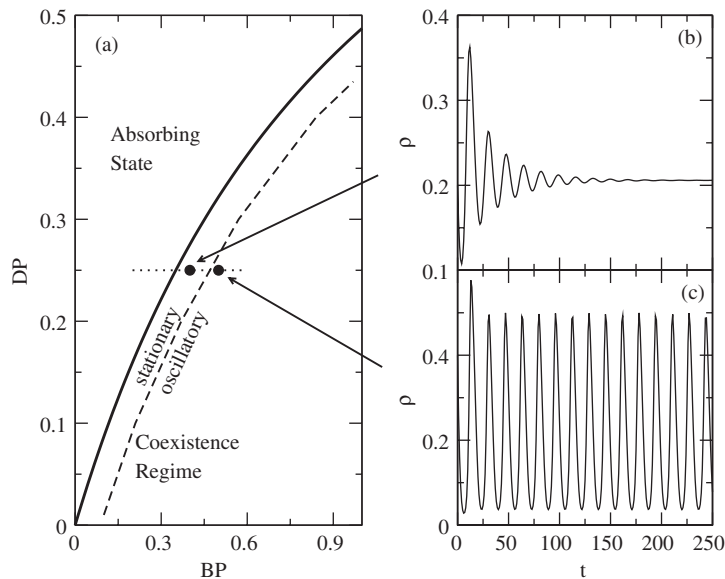 0.5
(a)
0.4
Absorbing
State
0.3
DP
0.2
stationary
oscillatory
0.1
Coexistence
Regime
0
0
0.3
0.6
0.9
BP
0.4
(b)
0.3
ρ
0.2
0.1
(c)
0.4
ρ
0.2
0
0
50
100
150
200
250
t